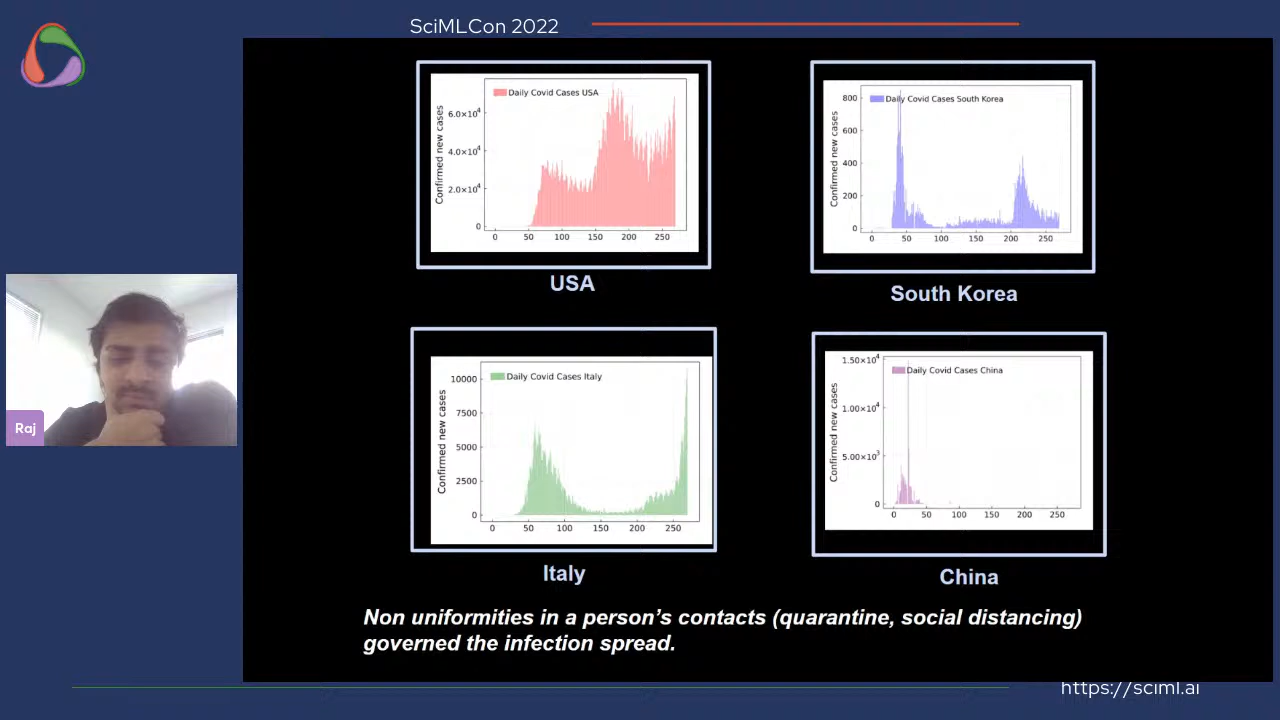 SciMLCon 2022
Daily Covid Cases USA
Confirmed new cases
6.0×10⁴
4.0×10⁴
2.0×10⁴
0
0 50 100 150 200 250
USA
Daily Covid Cases South Korea
Confirmed new cases
800
600
400
200
0
0 50 100 150 200 250
South Korea
Raj
Daily Covid Cases Italy
Confirmed new cases
10000
7500
5000
2500
0
0 50 100 150 200 250
Italy
Daily Covid Cases China
Confirmed new cases
1.50×10⁴
1.00×10⁴
5.00×10³
0
0 50 100 150 200 250
China
Non uniformities in a person's contacts (quarantine, social distancing)
governed the infection spread.
https://sciml.ai